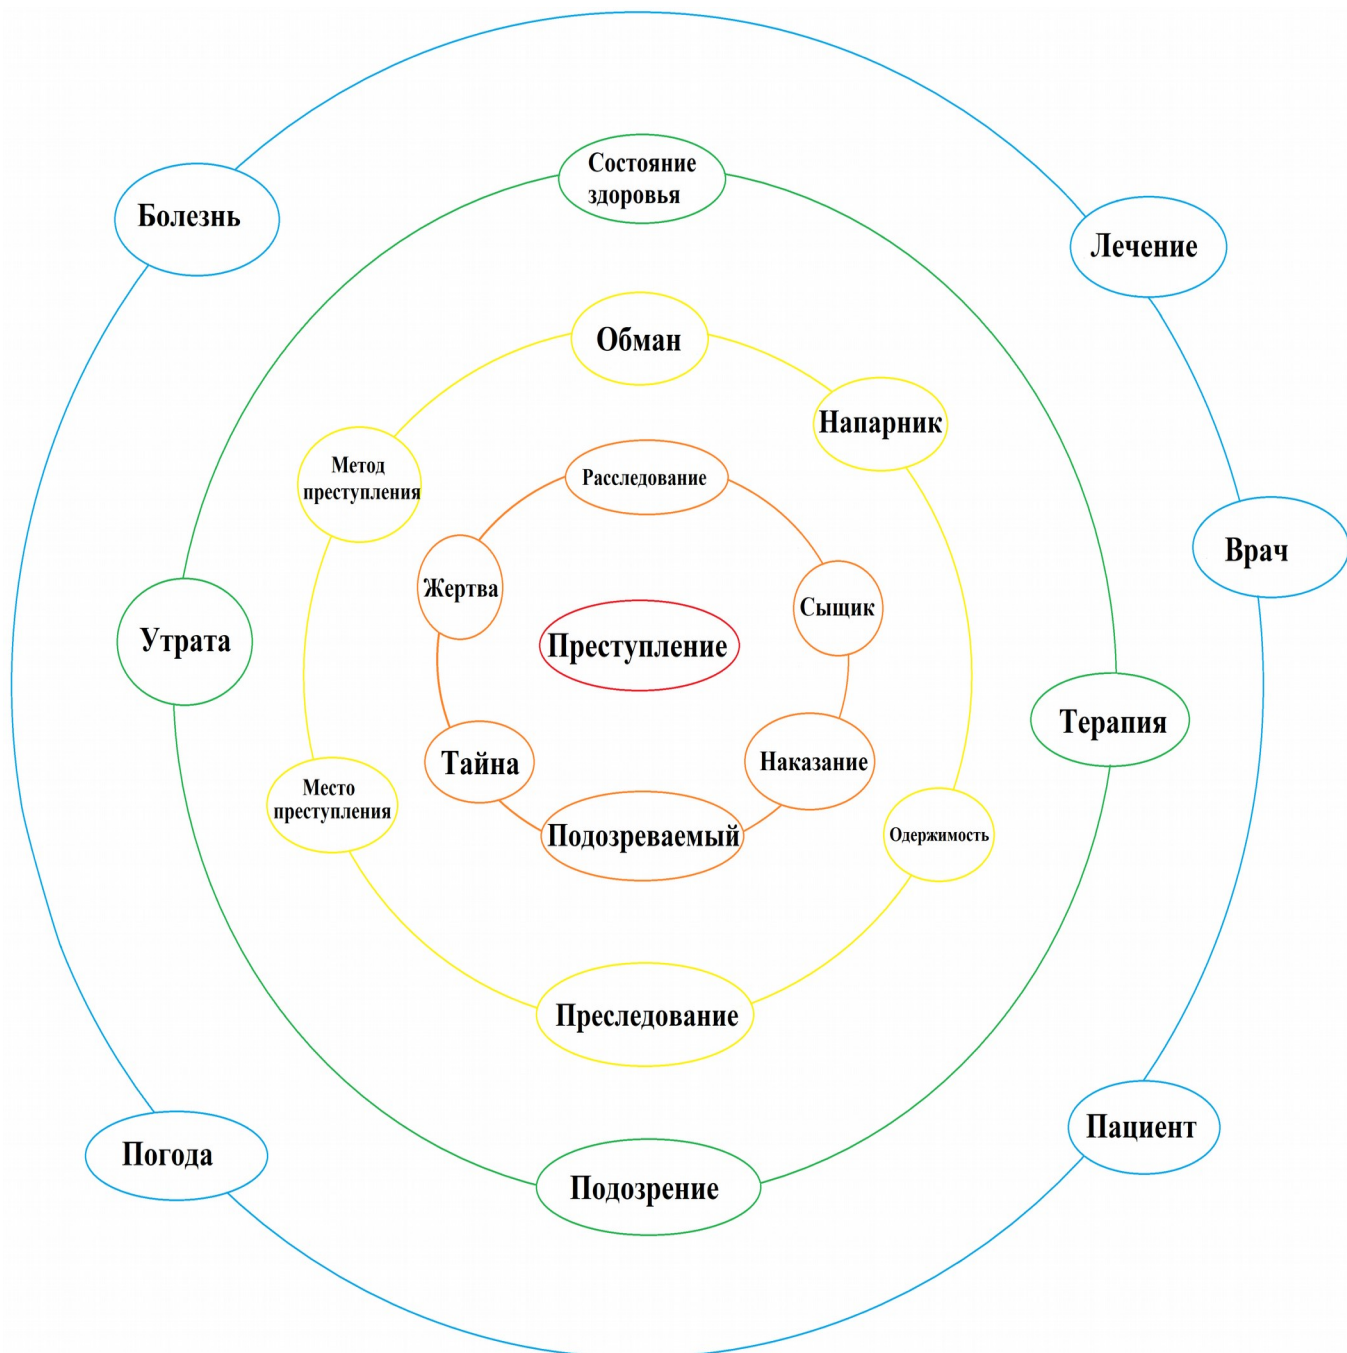 Состояние
здоровья
Болезнь
Лечение
Обман
Напарник
Метод
преступления
Расследование
Врач
Жертва
Сыщик
Утрата
Преступление
Терапия
Тайна
Наказание
Место
преступления
Подозреваемый
Одержимость
Преследование
Пациент
Погода
Подозрение